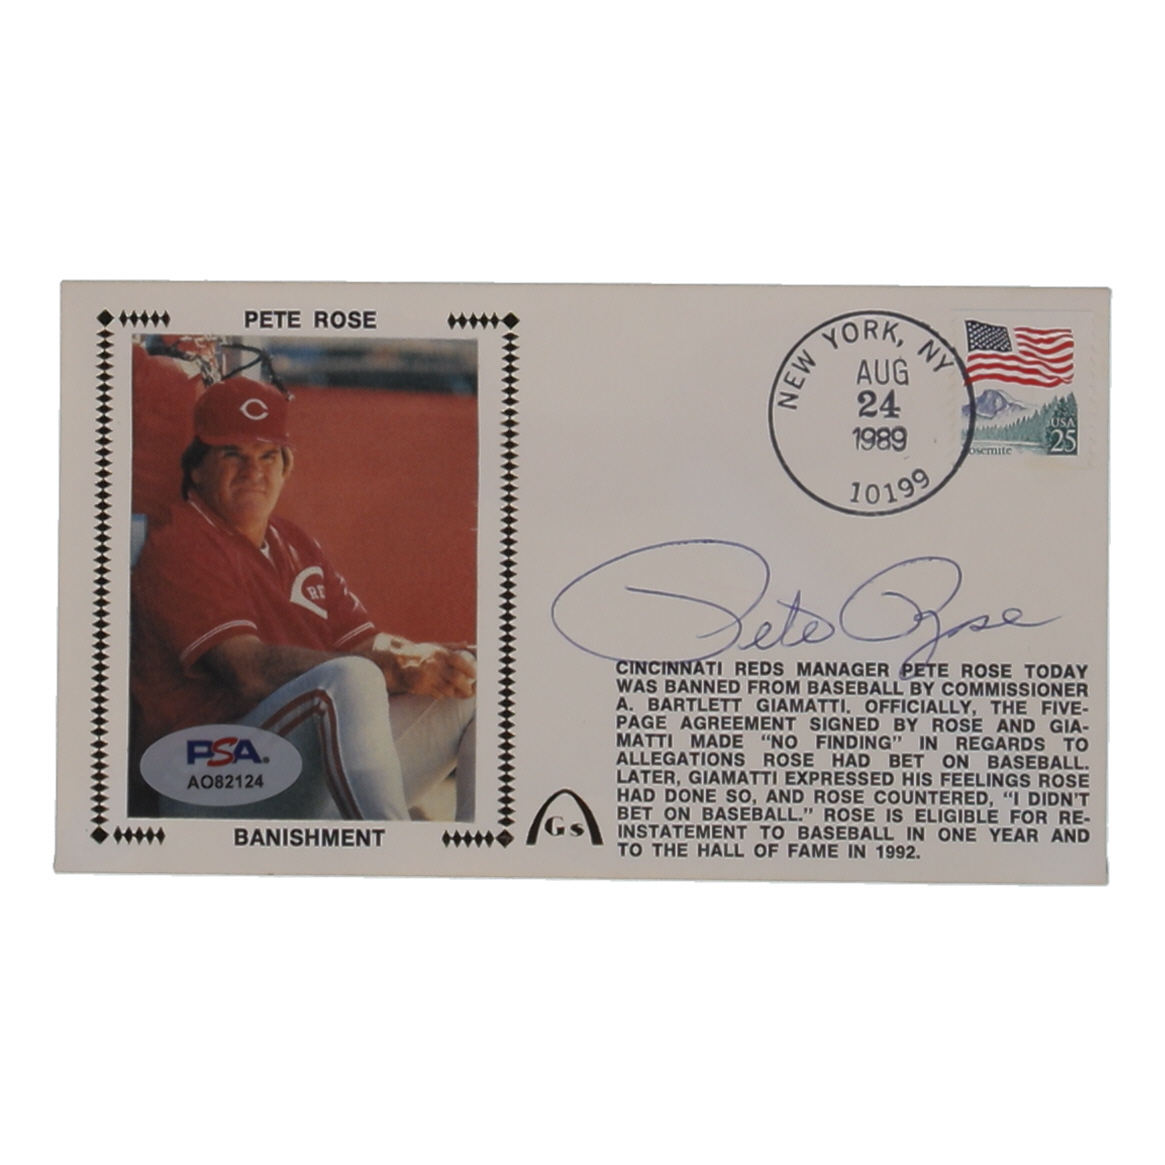 PETE ROSE
C
RE
PSA
AO82124
BANISHMENT
NEW YORK, NY
AUG
24
1989
10199
USA
25
osemite
Pete Rose
CINCINNATI REDS MANAGER PETE ROSE TODAY
WAS BANNED FROM BASEBALL BY COMMISSIONER
A. BARTLETT GIAMATTI. OFFICIALLY, THE FIVE-
PAGE AGREEMENT SIGNED BY ROSE AND GIA-
MATTI MADE "NO FINDING" IN REGARDS TO
ALLEGATIONS ROSE HAD BET ON BASEBALL.
LATER, GIAMATTI EXPRESSED HIS FEELINGS ROSE
HAD DONE SO, AND ROSE COUNTERED, "I DIDN'T
BET ON BASEBALL." ROSE IS ELIGIBLE FOR RE-
INSTATEMENT TO BASEBALL IN ONE YEAR AND
TO THE HALL OF FAME IN 1992.
Gs